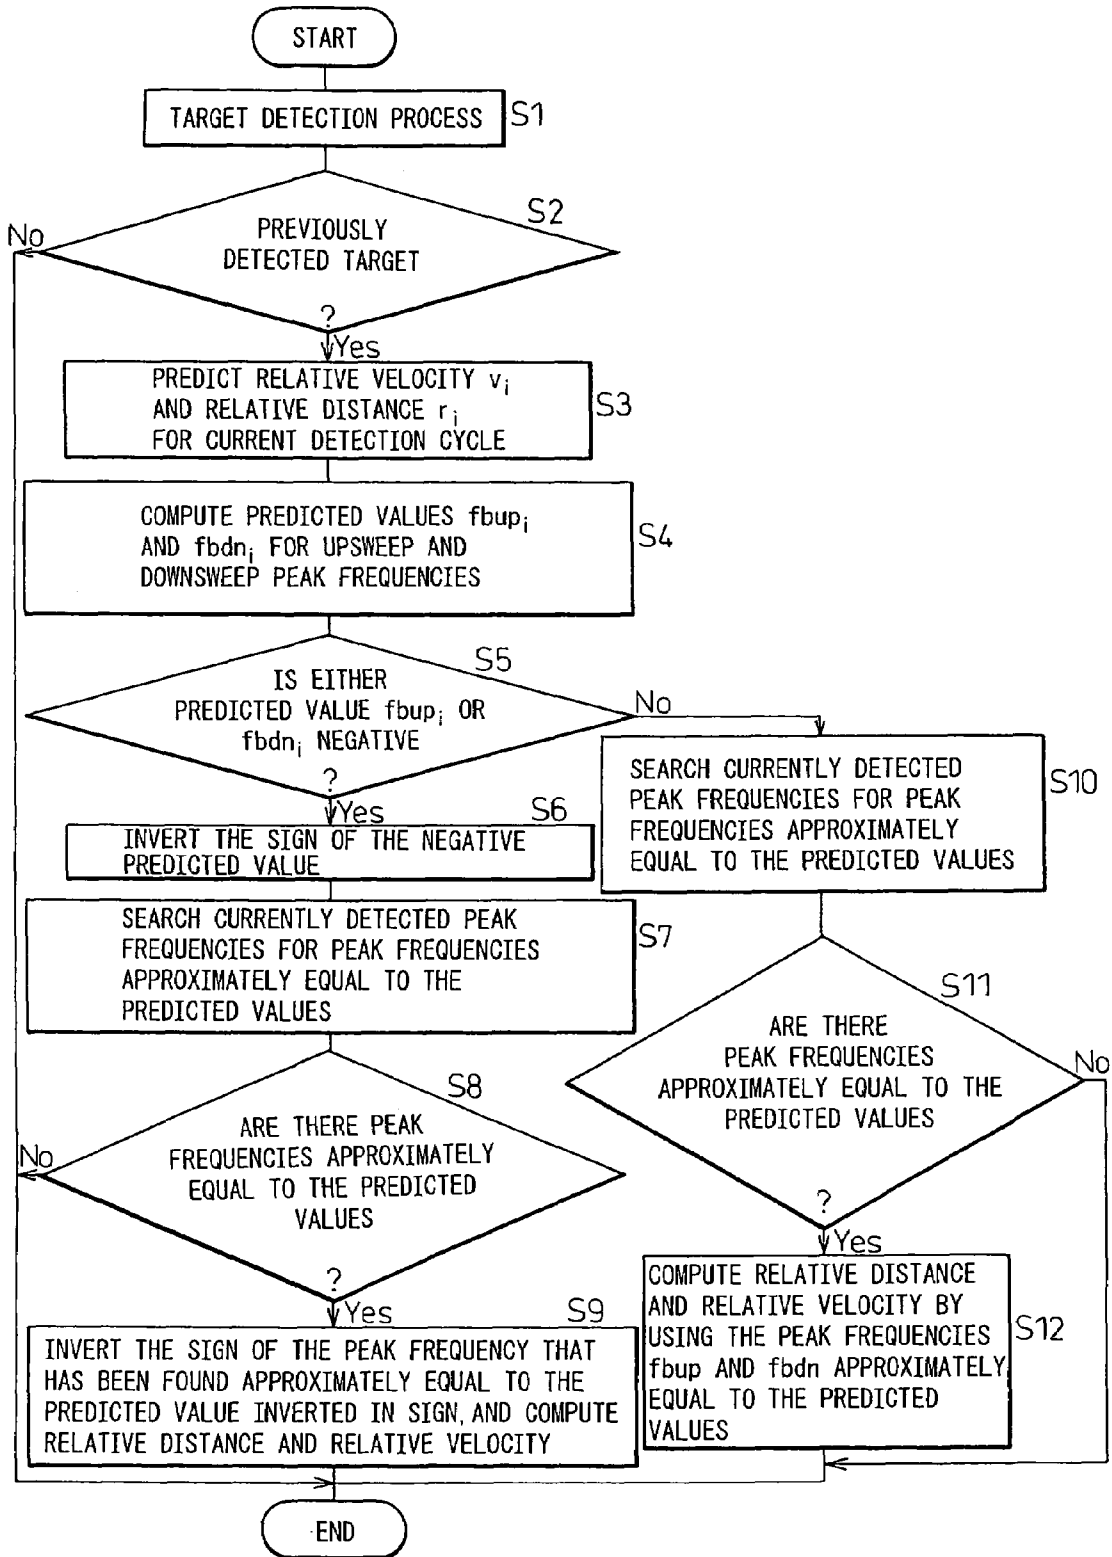 START
TARGET DETECTION PROCESS
S1
S2
No
PREVIOUSLY
DETECTED TARGET
?
Yes
PREDICT RELATIVE VELOCITY vi
AND RELATIVE DISTANCE ri
FOR CURRENT DETECTION CYCLE
S3
COMPUTE PREDICTED VALUES fbupi
AND fbdni FOR UPSWEEP AND
DOWNSWEEP PEAK FREQUENCIES
S4
S5
IS EITHER
PREDICTED VALUE fbupi OR
fbdni NEGATIVE
?
No
Yes
S6
INVERT THE SIGN OF THE NEGATIVE
PREDICTED VALUE
SEARCH CURRENTLY DETECTED PEAK
FREQUENCIES FOR PEAK FREQUENCIES
APPROXIMATELY EQUAL TO THE
PREDICTED VALUES
S7
S8
No
ARE THERE PEAK
FREQUENCIES APPROXIMATELY
EQUAL TO THE PREDICTED
VALUES
?
Yes
S9
INVERT THE SIGN OF THE PEAK FREQUENCY THAT
HAS BEEN FOUND APPROXIMATELY EQUAL TO THE
PREDICTED VALUE INVERTED IN SIGN, AND COMPUTE
RELATIVE DISTANCE AND RELATIVE VELOCITY
SEARCH CURRENTLY DETECTED
PEAK FREQUENCIES FOR PEAK
FREQUENCIES APPROXIMATELY
EQUAL TO THE PREDICTED VALUES
S10
S11
ARE THERE
PEAK FREQUENCIES
APPROXIMATELY EQUAL TO THE
PREDICTED VALUES
?
No
Yes
COMPUTE RELATIVE DISTANCE
AND RELATIVE VELOCITY BY
USING THE PEAK FREQUENCIES
fbup AND fbdn APPROXIMATELY
EQUAL TO THE PREDICTED
VALUES
S12
END